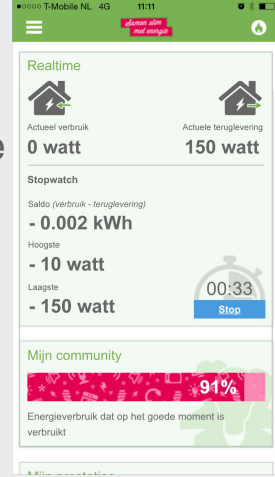 T-Mobile NL 4G 11:11
Samen slim
met energie
Realtime
Actueel verbruik
Actuele teruglevering
0 watt
150 watt
Stopwatch
Saldo (verbruik - teruglevering)
- 0.002 kWh
Hoogste
- 10 watt
Laagste
- 150 watt
00:33
Stop
Mijn community
91%
Energieverbruik dat op het goede moment is
verbruikt
Mijn prestaties
e